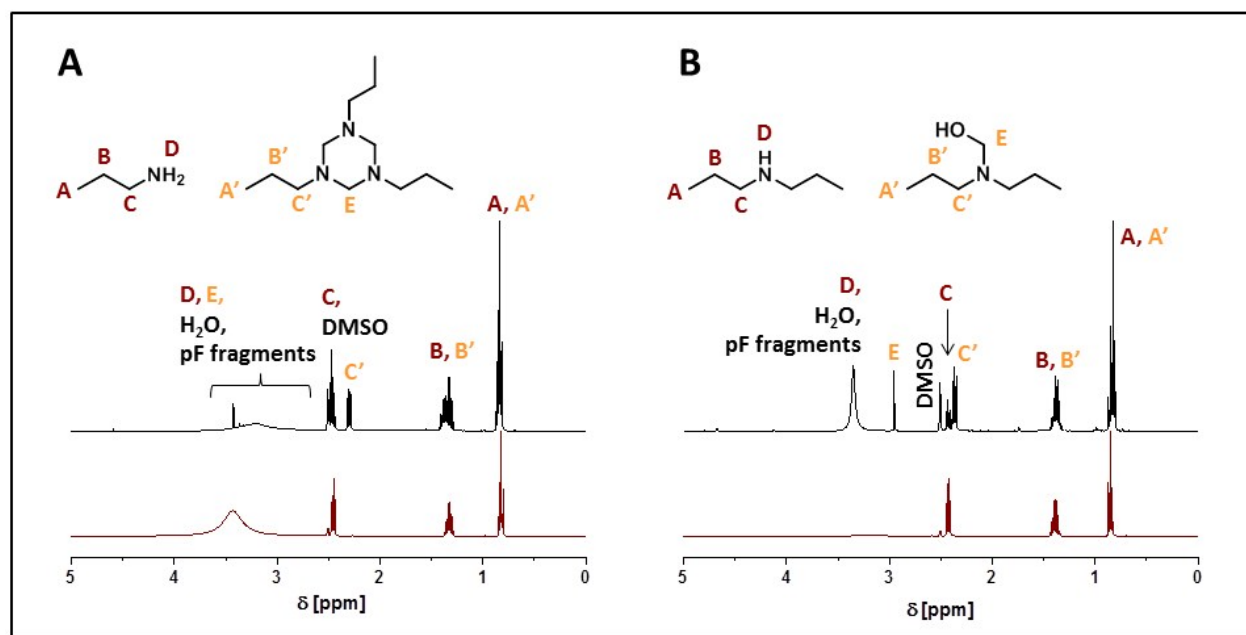 A
B
D
NH₂
A
C
N
N
N
B’
A’
C’
E
A, A’
D, E,
H₂O,
pF fragments
C,
DMSO
C’
B, B’
5
4
3
2
1
0
δ [ppm]
B
D
B
H
N
A
C
HO
E
B’
N
A’
C’
A, A’
D,
H₂O,
pF fragments
E
DMSO
C
C’
B, B’
5
4
3
2
1
0
δ [ppm]